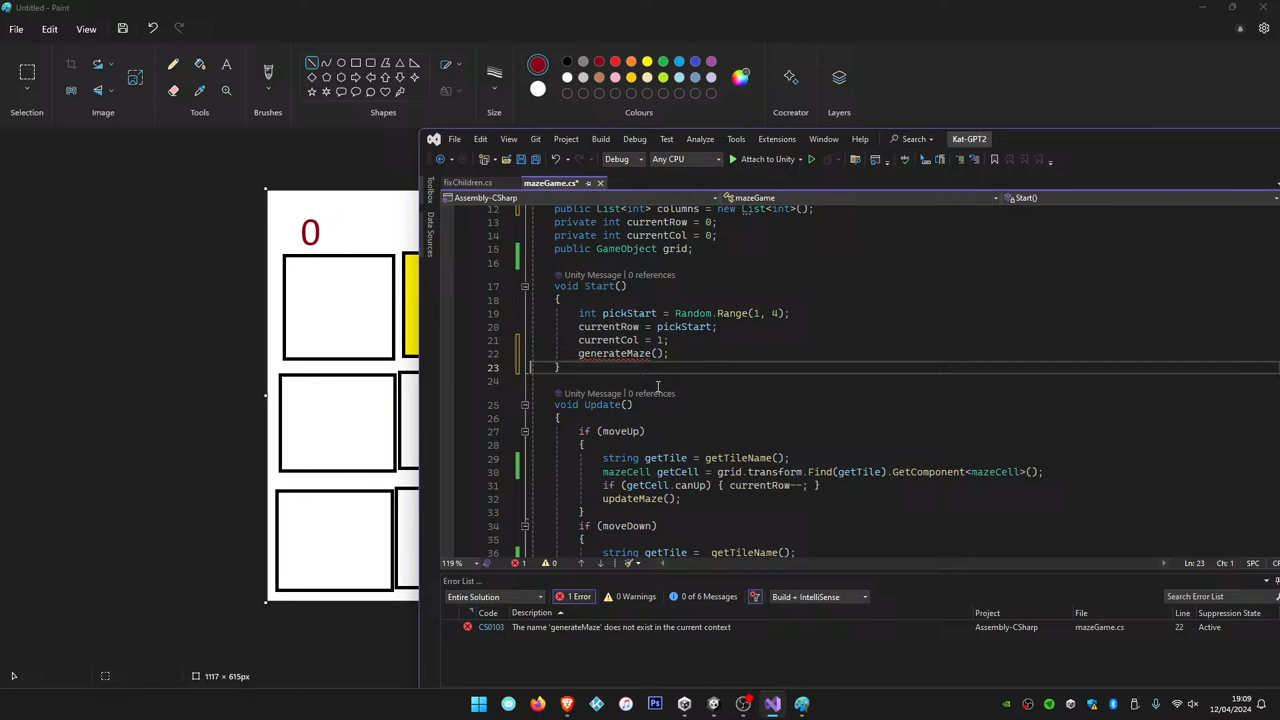 Untitled - Paint
File Edit View
Selection Image Tools Brushes Shapes Size Colours Cocreator Layers
File Edit View Git Project Build Debug Test Analyze Tools Extensions Window Help Search Kat-GPT2
Debug Any CPU Attach to Unity
Toolbox
Data Sources
fixChildren.cs mazeGame.cs*
Assembly-CSharp mazeGame Start()
0
12 public List<int> columns = new List<int>();
13 private int currentRow = 0;
14 private int currentCol = 0;
15 public GameObject grid;
16
Unity Message | 0 references
17 void Start()
18 {
19 int pickStart = Random.Range(1, 4);
20 currentRow = pickStart;
21 currentCol = 1;
22 generateMaze();
23 }
24
Unity Message | 0 references
25 void Update()
26 {
27 if (moveUp)
28 {
29 string getTile = getTileName();
30 mazeCell getCell = grid.transform.Find(getTile).GetComponent<mazeCell>();
31 if (getCell.canUp) { currentRow--; }
32 updateMaze();
33 }
34 if (moveDown)
35 {
36 string getTile = getTileName();
119 % 1 0 Ln: 23 Ch: 1 SPC
Error List ...
Entire Solution 1 Error 0 Warnings 0 of 6 Messages Build + IntelliSense Search Error List
Code Description Project File Line Suppression State
CS0103 The name 'generateMaze' does not exist in the current context Assembly-CSharp mazeGame.cs 22 Active
1117 × 615px
19:09
12/04/2024